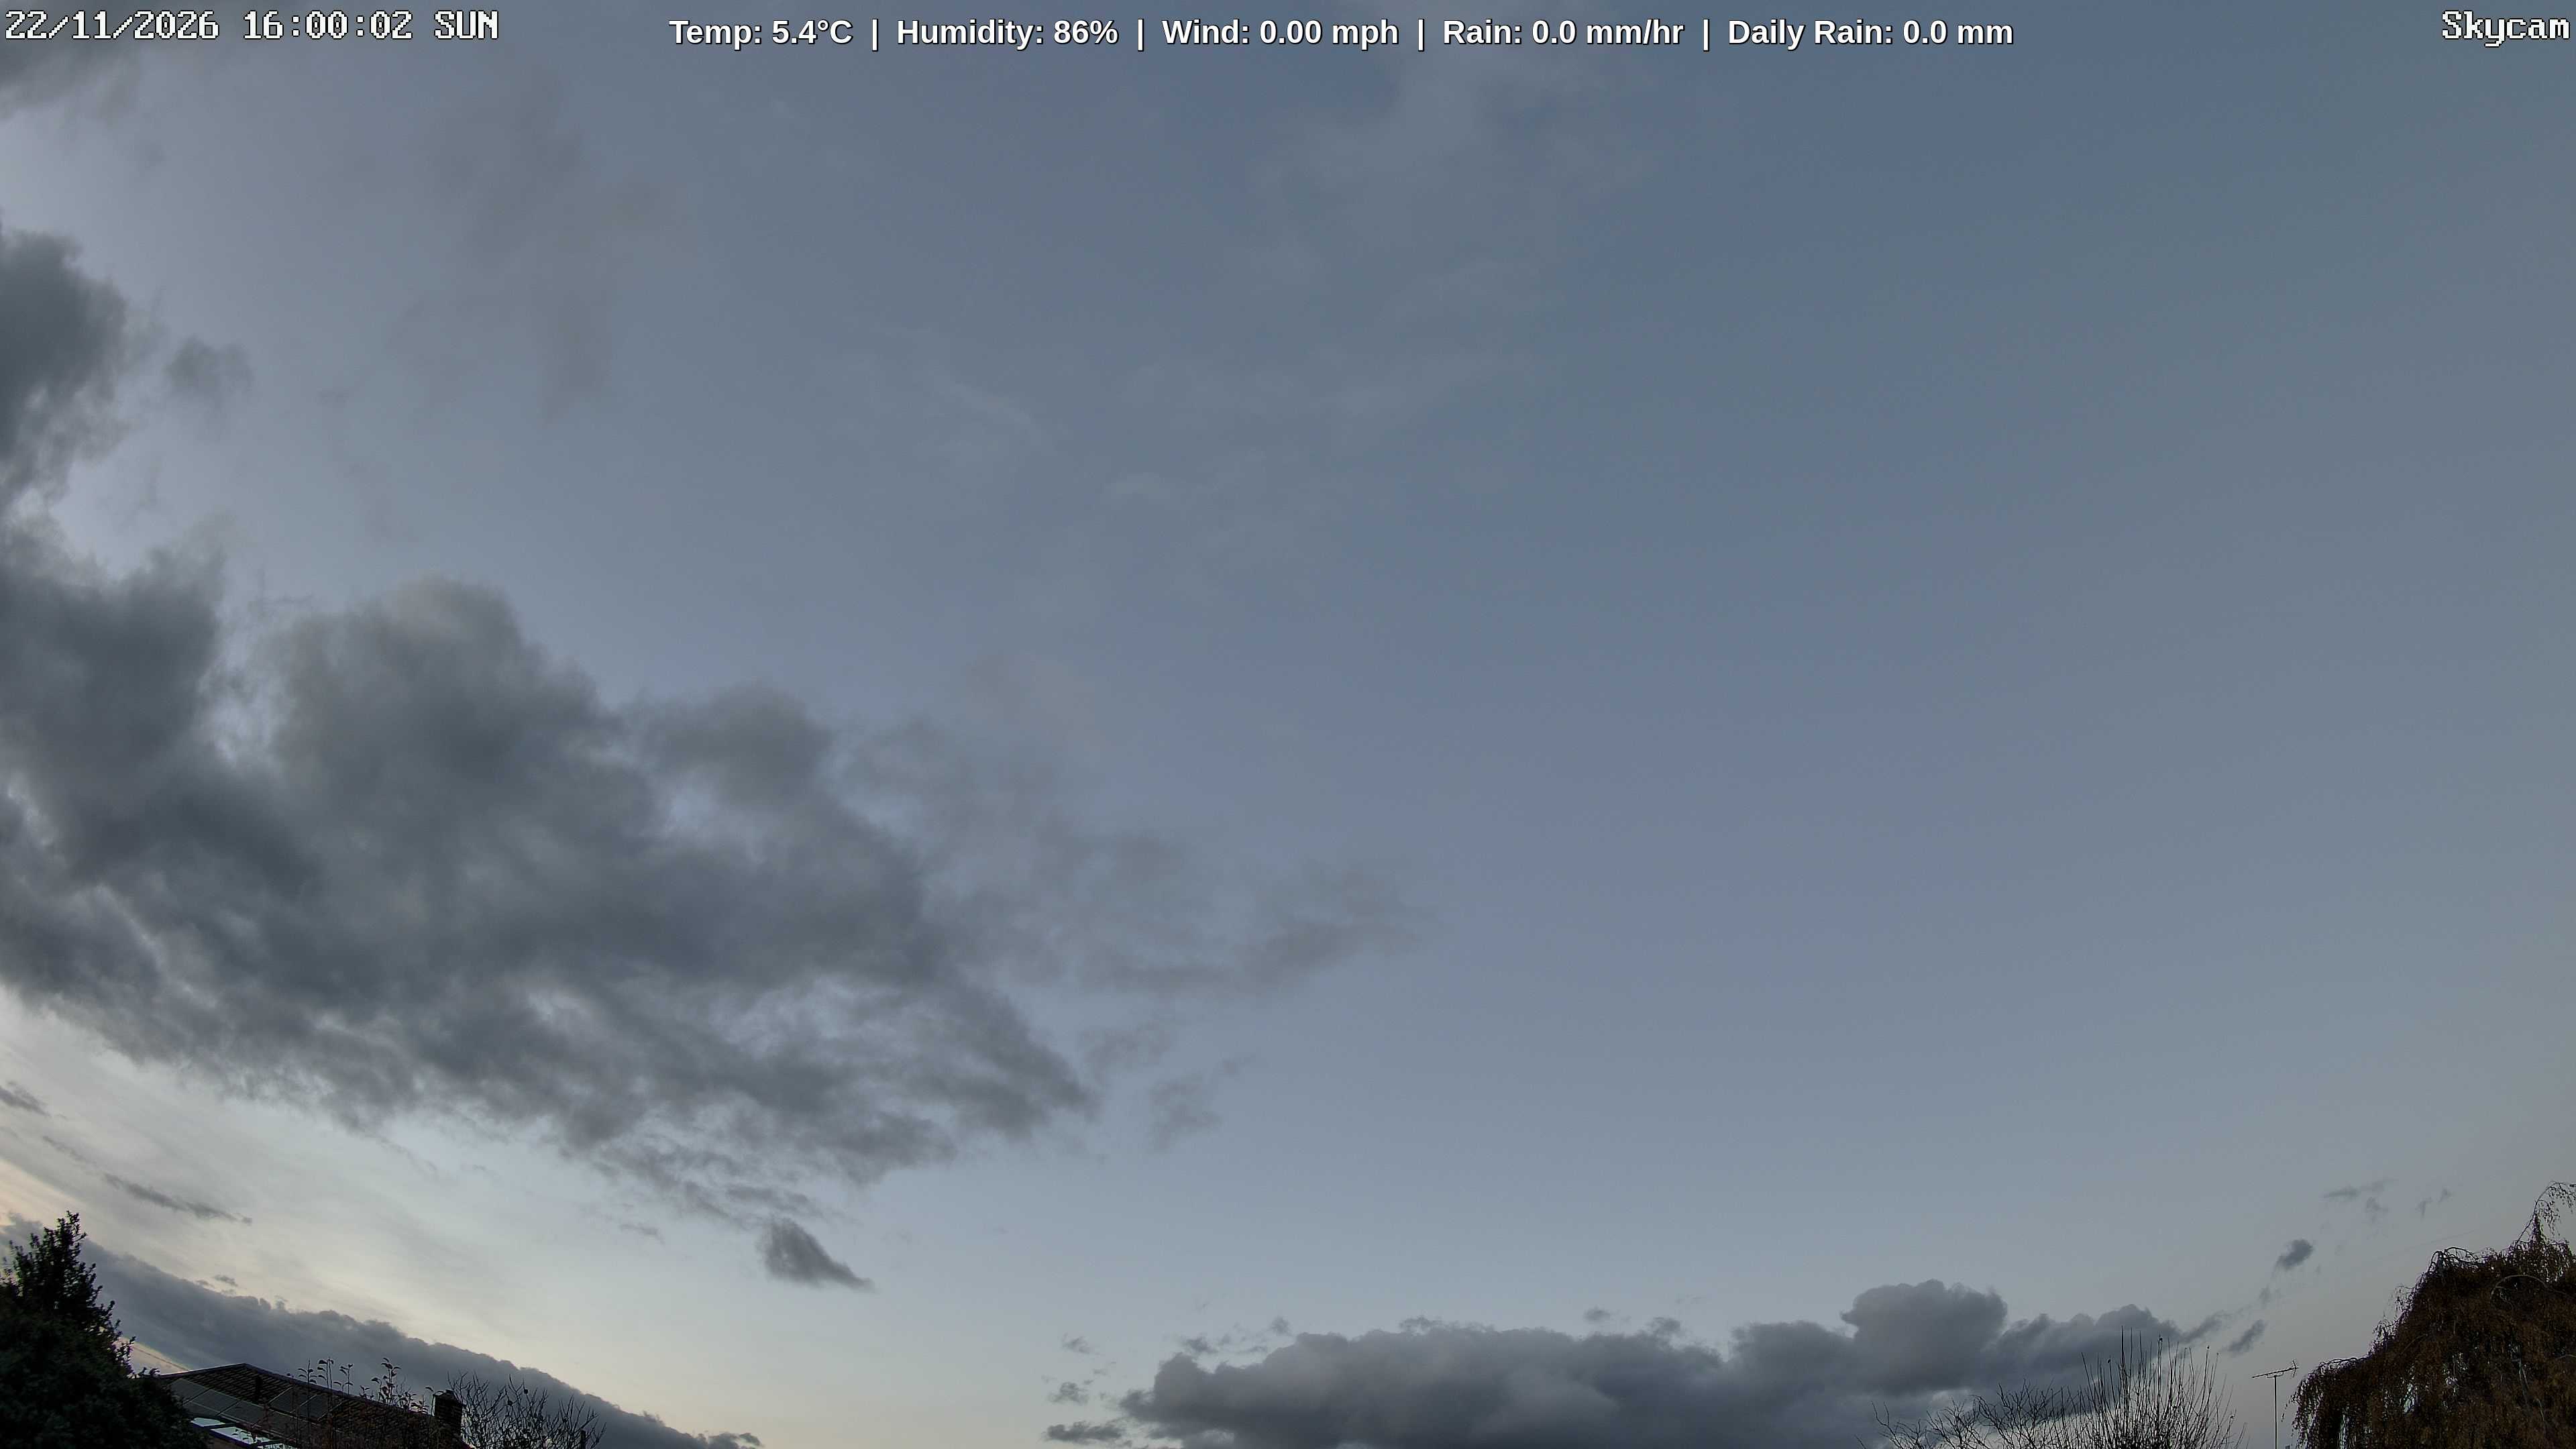 22/11/2026 16:00:02 SUN
Temp: 5.4°C | Humidity: 86% | Wind: 0.00 mph | Rain: 0.0 mm/hr | Daily Rain: 0.0 mm
Skycam